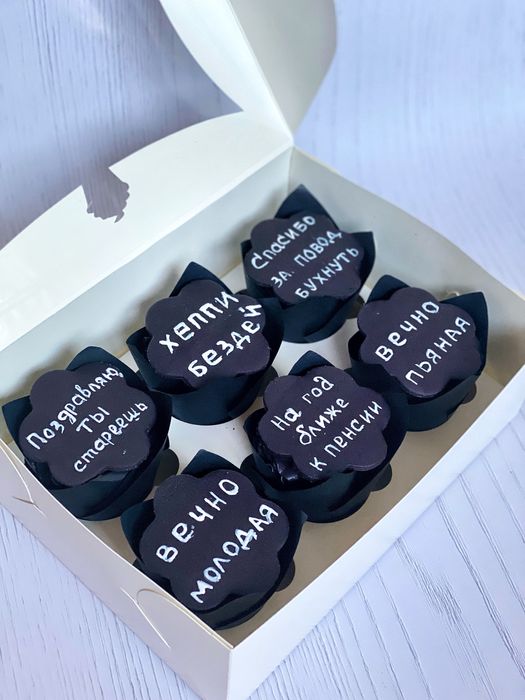 Спасибо
за повод
бухнуть
хеппи
бездей
вечно
пьяная
Поздравляю,
ты
стареешь
На год
ближе
к пенсии
вечно
молодая